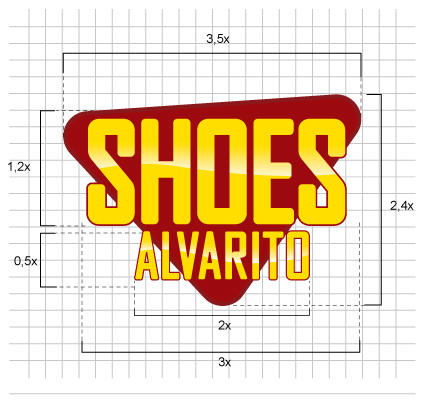 3,5x
SHOES
1,2x
2,4x
ALVARITO
0,5x
2x
3x